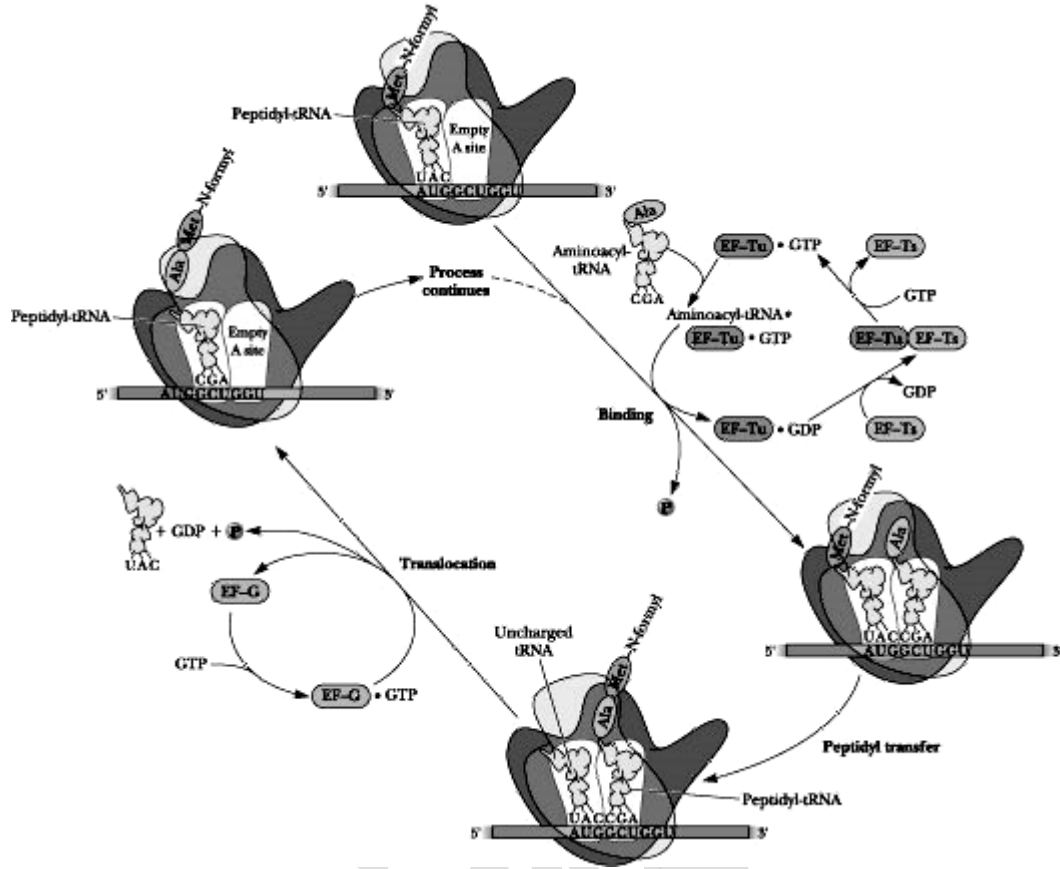 Met
N-formyl
Peptidyl-tRNA
Empty
A site
UAC
5'
AUGGCUGGU
3'
N-formyl
Met
Ala
Peptidyl-tRNA
Empty
A site
CGA
5'
AUGGCUGGU
3'
Process
continues
Ala
Aminoacyl-
tRNA
CGA
EF-Tu • GTP
EF-Ts
GTP
Aminoacyl-tRNA•
EF-Tu • GTP
EF-Tu EF-Ts
GDP
Binding
EF-Tu • GDP
EF-Ts
P
N-formyl
Met
Ala
UACCGA
5'
AUGGCUGGU
3'
Peptidyl transfer
UAC
+ GDP + P
Translocation
EF-G
GTP
EF-G • GTP
Uncharged
tRNA
N-formyl
Met
Ala
Peptidyl-tRNA
UACCGA
5'
AUGGCUGGU
3'